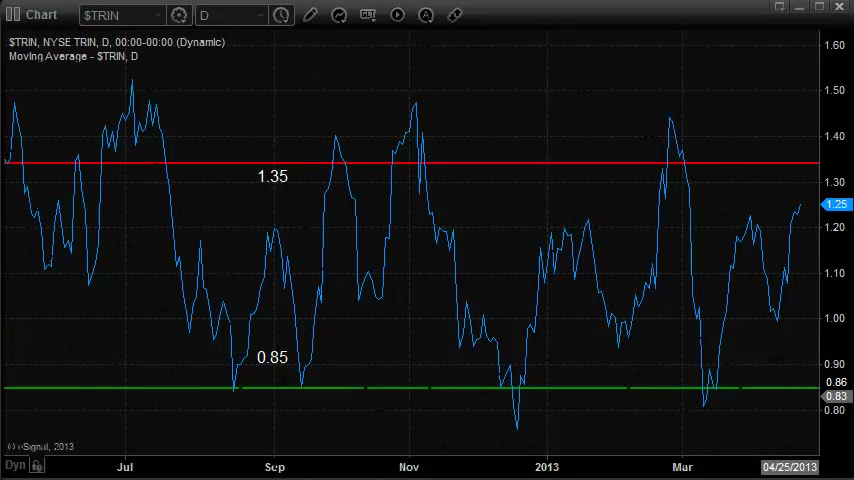 Chart
$TRIN
D
$TRIN, NYSE TRIN, D, 00:00-00:00 (Dynamic)
Moving Average - $TRIN, D
1.60
1.50
1.40
1.35
1.30
1.25
1.20
1.10
1.00
0.85
0.90
0.86
0.83
0.80
© eSignal, 2013
Dyn
Jul
Sep
Nov
2013
Mar
04/25/2013